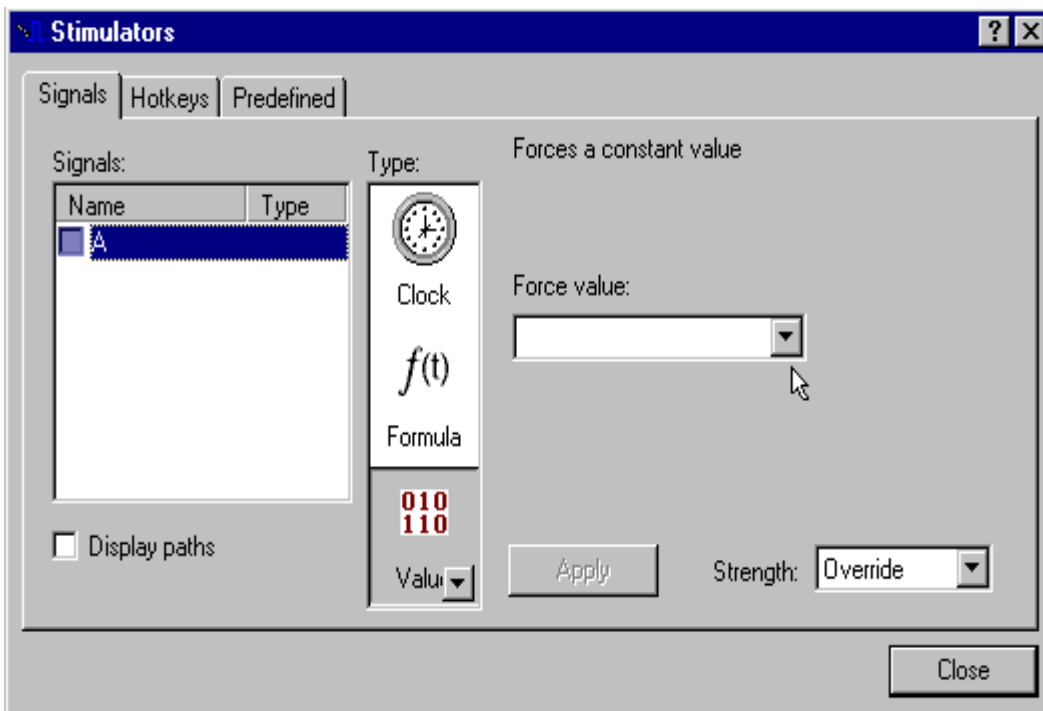 Stimulators
Signals Hotkeys Predefined
Signals:
Name Type
A
Display paths
Type:
Clock
f(t)
Formula
010
110
Valu
Forces a constant value
Force value:
Apply
Strength: Override
Close